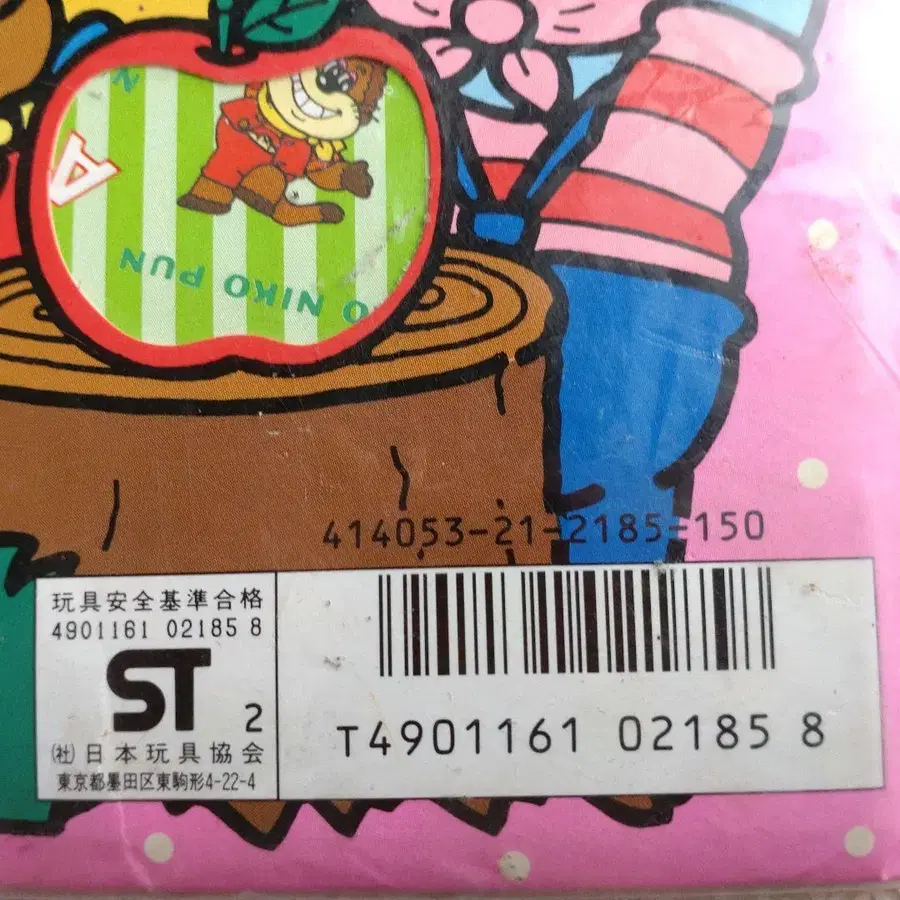 A
NIKO PUN
414053-21-2185-150
玩具安全基準合格
4901161 02185 8
ST 2
(社)日本玩具協会
東京都墨田区東駒形4-22-4
T4901161 02185 8